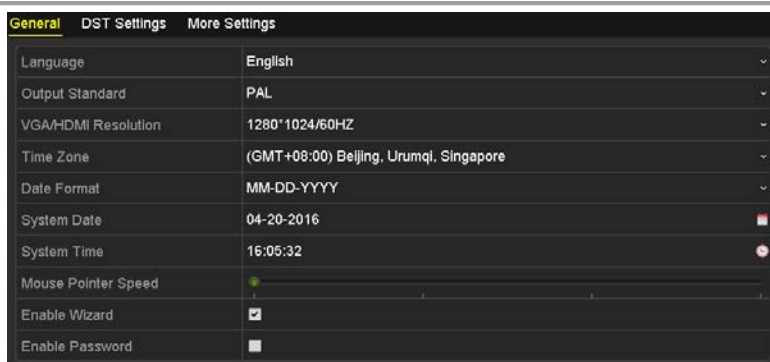 General DST Settings More Settings
Language English
Output Standard PAL
VGA/HDMI Resolution 1280*1024/60HZ
Time Zone (GMT+08:00) Beijing, Urumqi, Singapore
Date Format MM-DD-YYYY
System Date 04-20-2016
System Time 16:05:32
Mouse Pointer Speed
Enable Wizard
Enable Password